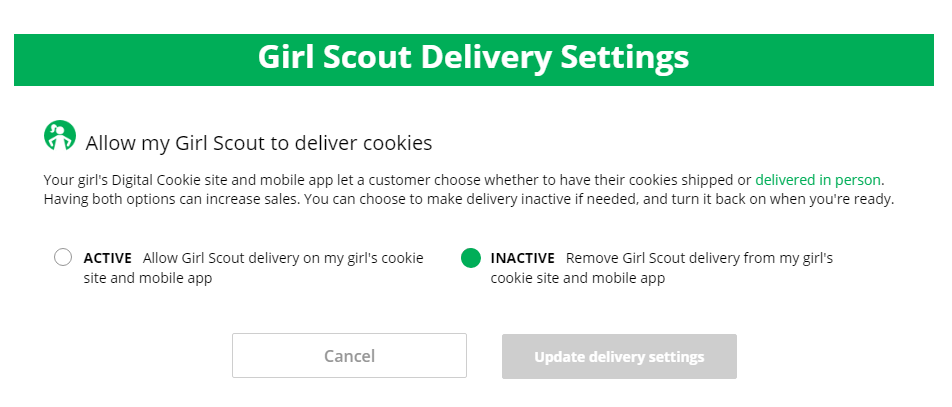 Girl Scout Delivery Settings
Allow my Girl Scout to deliver cookies
Your girl's Digital Cookie site and mobile app let a customer choose whether to have their cookies shipped or delivered in person.
Having both options can increase sales. You can choose to make delivery inactive if needed, and turn it back on when you're ready.
ACTIVE Allow Girl Scout delivery on my girl's cookie
site and mobile app
INACTIVE Remove Girl Scout delivery from my girl's
cookie site and mobile app
Cancel
Update delivery settings